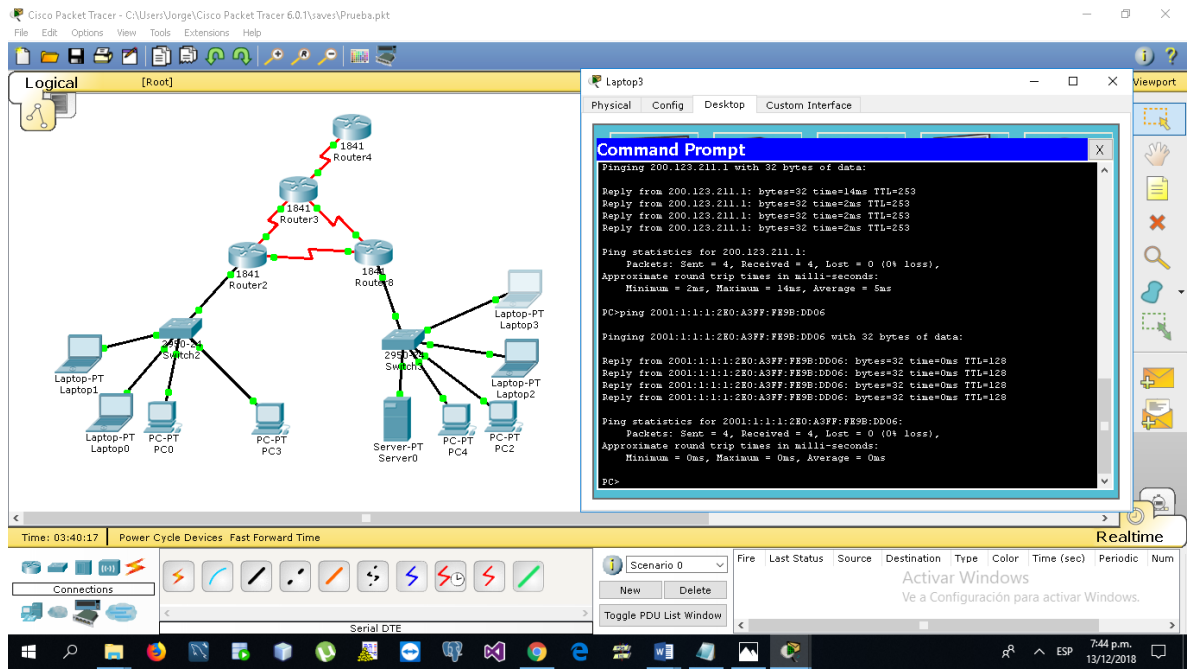 Cisco Packet Tracer - C:\Users\Jorge\Cisco Packet Tracer 6.0.1\saves\Prueba.pkt
File Edit Options View Tools Extensions Help
Logical [Root] Viewport
1841
Router4
1841
Router3
1841
Router2
1841
Router8
2950-24
Switch2
2950-24
Switch3
Laptop-PT
Laptop3
Laptop-PT
Laptop1
Laptop-PT
Laptop2
Laptop-PT
Laptop0
PC-PT
PC0
PC-PT
PC3
Server-PT
Server0
PC-PT
PC4
PC-PT
PC2
Laptop3
Physical Config Desktop Custom Interface
Command Prompt X
Pinging 200.123.211.1 with 32 bytes of data:
Reply from 200.123.211.1: bytes=32 time=14ms TTL=253
Reply from 200.123.211.1: bytes=32 time=2ms TTL=253
Reply from 200.123.211.1: bytes=32 time=2ms TTL=253
Reply from 200.123.211.1: bytes=32 time=2ms TTL=253
Ping statistics for 200.123.211.1:
Packets: Sent = 4, Received = 4, Lost = 0 (0% loss),
Approximate round trip times in milli-seconds:
Minimum = 2ms, Maximum = 14ms, Average = 5ms
PC>ping 2001:1:1:1:2E0:A3FF:FE9B:DD06
Pinging 2001:1:1:1:2E0:A3FF:FE9B:DD06 with 32 bytes of data:
Reply from 2001:1:1:1:2E0:A3FF:FE9B:DD06: bytes=32 time=0ms TTL=128
Reply from 2001:1:1:1:2E0:A3FF:FE9B:DD06: bytes=32 time=0ms TTL=128
Reply from 2001:1:1:1:2E0:A3FF:FE9B:DD06: bytes=32 time=0ms TTL=128
Reply from 2001:1:1:1:2E0:A3FF:FE9B:DD06: bytes=32 time=0ms TTL=128
Ping statistics for 2001:1:1:1:2E0:A3FF:FE9B:DD06:
Packets: Sent = 4, Received = 4, Lost = 0 (0% loss),
Approximate round trip times in milli-seconds:
Minimum = 0ms, Maximum = 0ms, Average = 0ms
PC>
Time: 03:40:17 Power Cycle Devices Fast Forward Time Realtime
Connections
Serial DTE
Scenario 0
New Delete
Toggle PDU List Window
Fire Last Status Source Destination Type Color Time (sec) Periodic Num
Activar Windows
Ve a Configuración para activar Windows.
ESP
7:44 p.m.
13/12/2018